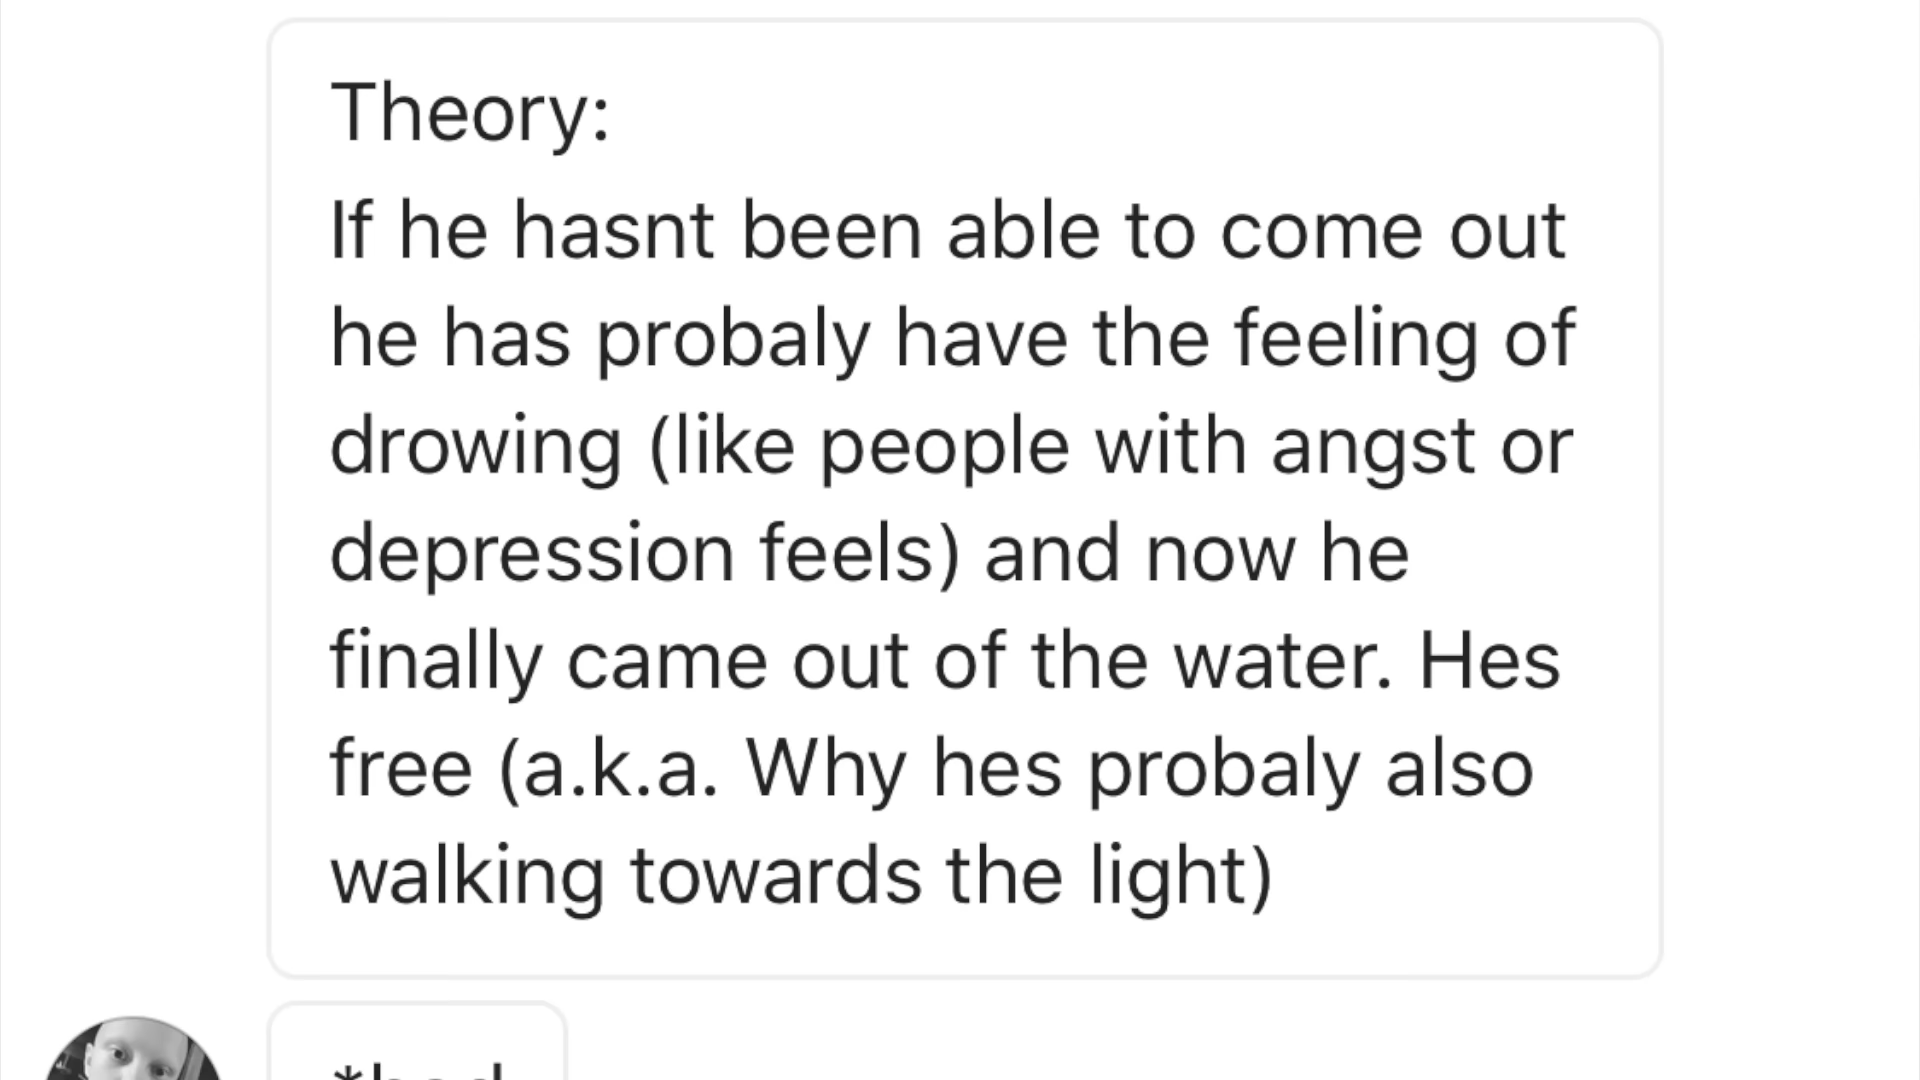 Theory:
If he hasnt been able to come out
he has probaly have the feeling of
drowing (like people with angst or
depression feels) and now he
finally came out of the water. Hes
free (a.k.a. Why hes probaly also
walking towards the light)
*had